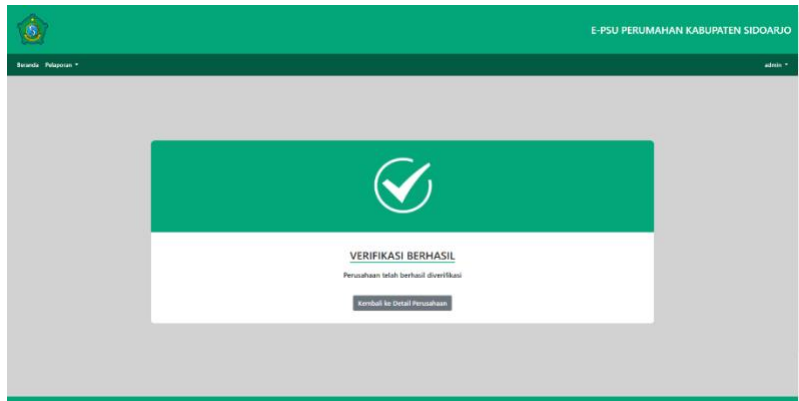 E-PSU PERUMAHAN KABUPATEN SIDOARJO
Beranda Pelaporan admin
VERIFIKASI BERHASIL
Perusahaan telah berhasil diverifikasi
Kembali ke Detail Perusahaan